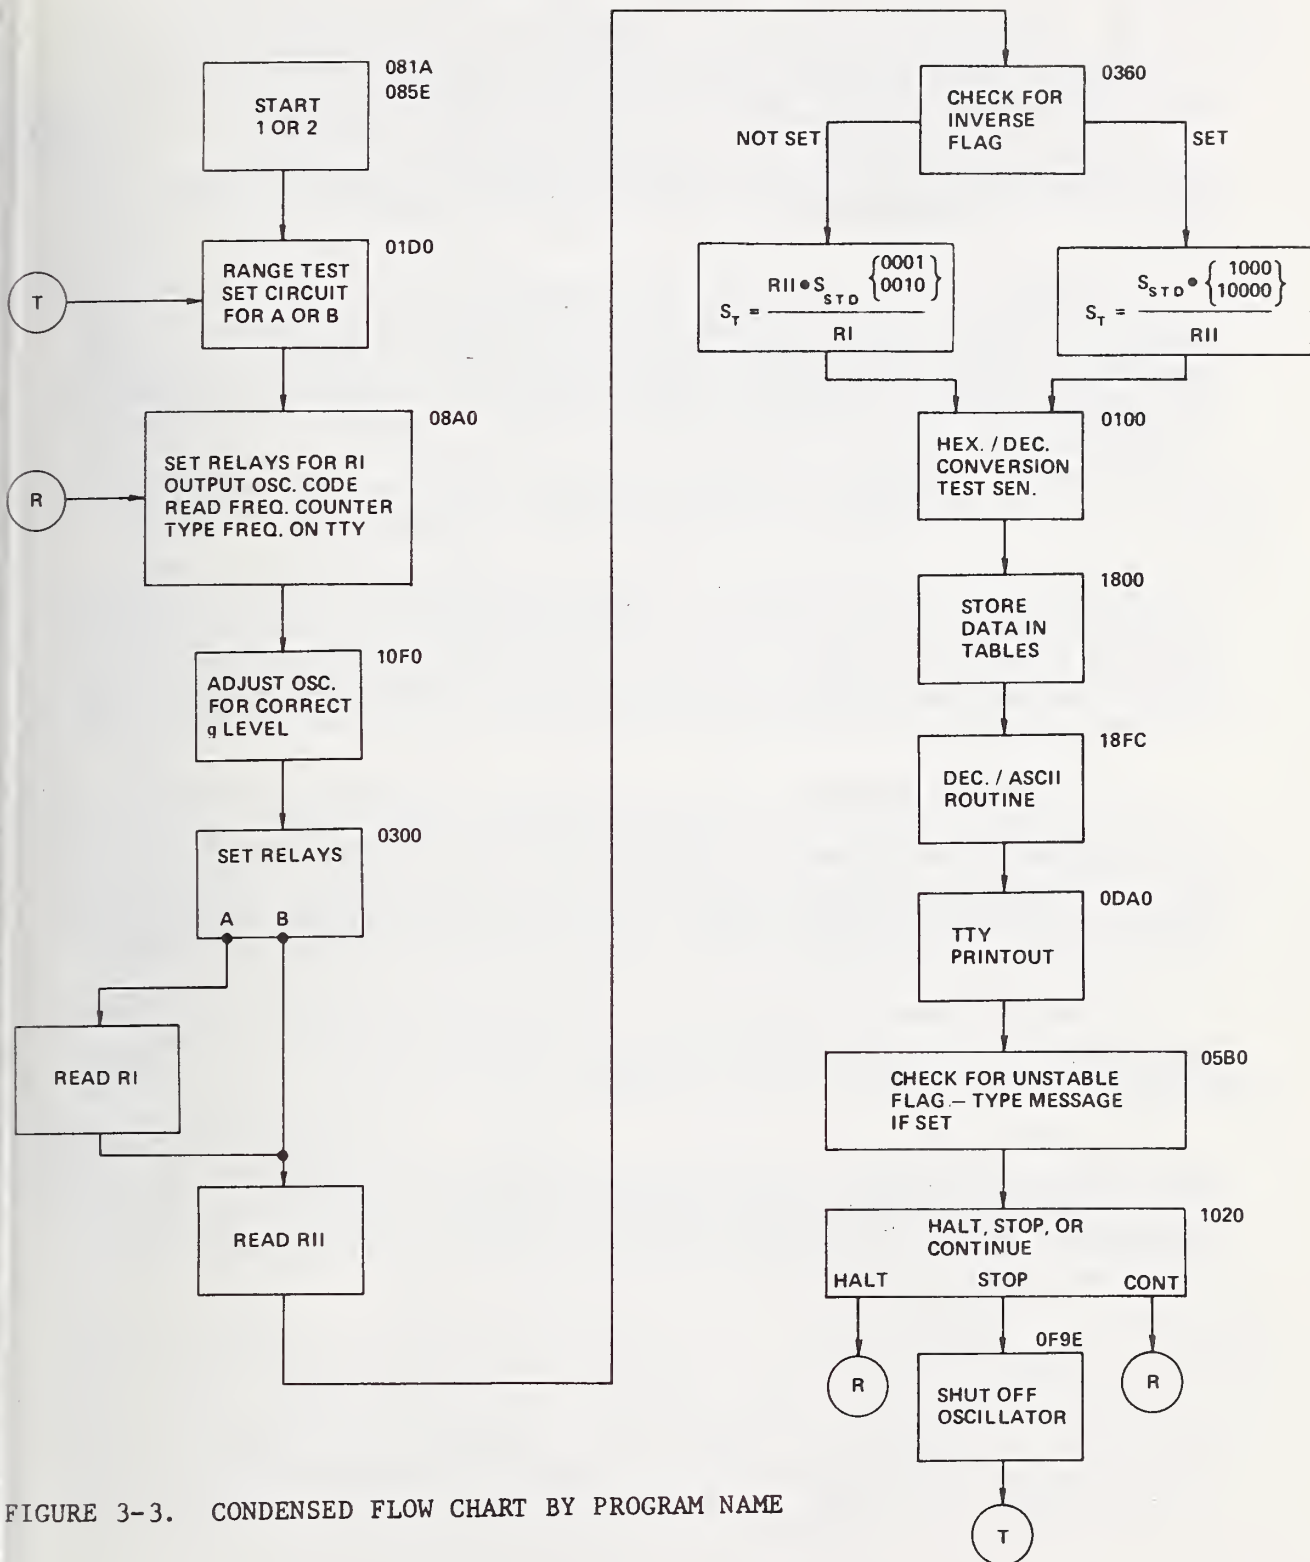 081A
085E
START
1 OR 2
01D0
RANGE TEST
SET CIRCUIT
FOR A OR B
T
08A0
SET RELAYS FOR RI
OUTPUT OSC. CODE
READ FREQ. COUNTER
TYPE FREQ. ON TTY
R
10F0
ADJUST OSC.
FOR CORRECT
g LEVEL
0300
SET RELAYS
A B
READ RI
READ RII
0360
CHECK FOR
INVERSE
FLAG
NOT SET
SET
S_T = RII • S_STD {0001 0010} / RI
S_T = S_STD • {1000 10000} / RII
0100
HEX. / DEC.
CONVERSION
TEST SEN.
1800
STORE
DATA IN
TABLES
18FC
DEC. / ASCII
ROUTINE
0DA0
TTY
PRINTOUT
05B0
CHECK FOR UNSTABLE
FLAG – TYPE MESSAGE
IF SET
1020
HALT, STOP, OR
CONTINUE
HALT STOP CONT
R
0F9E
R
SHUT OFF
OSCILLATOR
T
FIGURE 3-3. CONDENSED FLOW CHART BY PROGRAM NAME